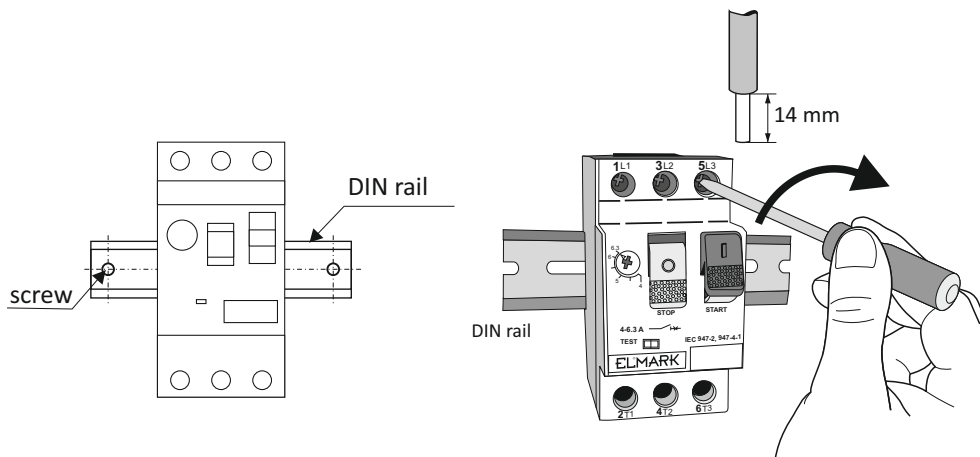 DIN rail
screw
14 mm
1L1 3L2 5L3
6.3
6
5
4
STOP
START
4-6.3 A
TEST
IEC 947-2, 947-4-1
ELMARK
2T1 4T2 6T3
DIN rail